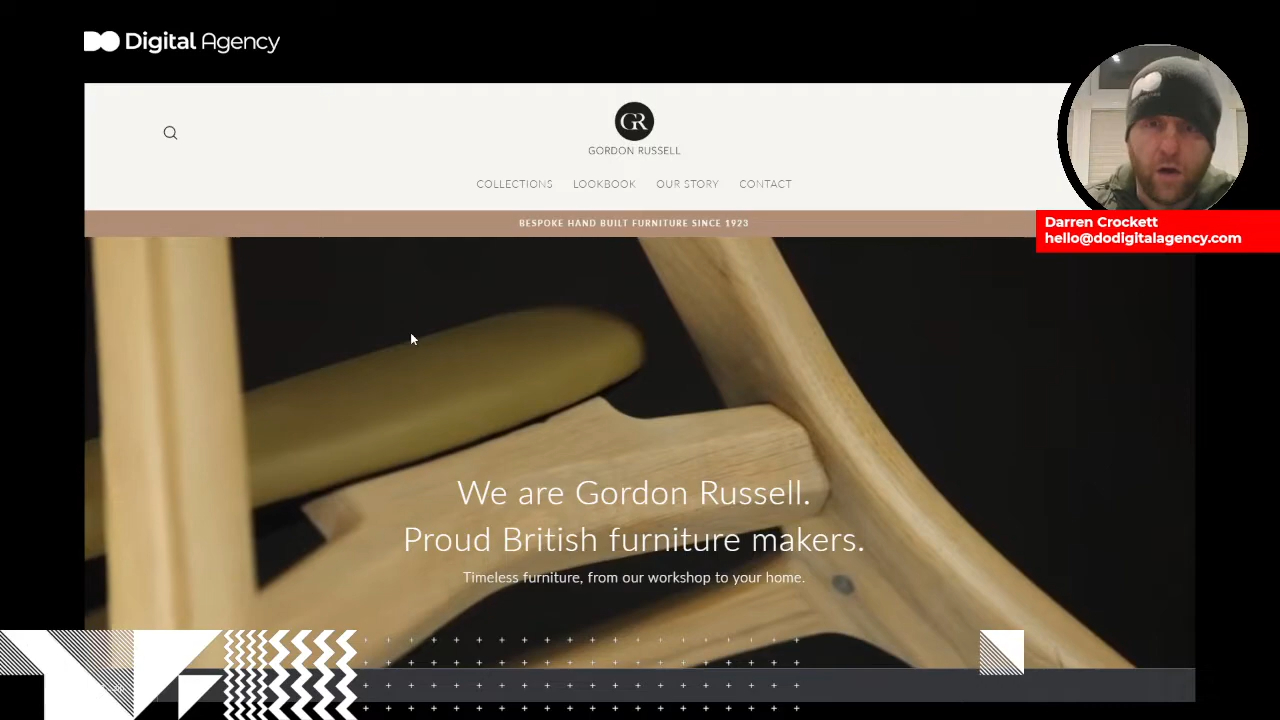 Digital Agency
GR
GORDON RUSSELL
COLLECTIONS LOOKBOOK OUR STORY CONTACT
BESPOKE HAND BUILT FURNITURE SINCE 1923
Darren Crockett
hello@dodigitalagency.com
We are Gordon Russell.
Proud British furniture makers.
Timeless furniture, from our workshop to your home.